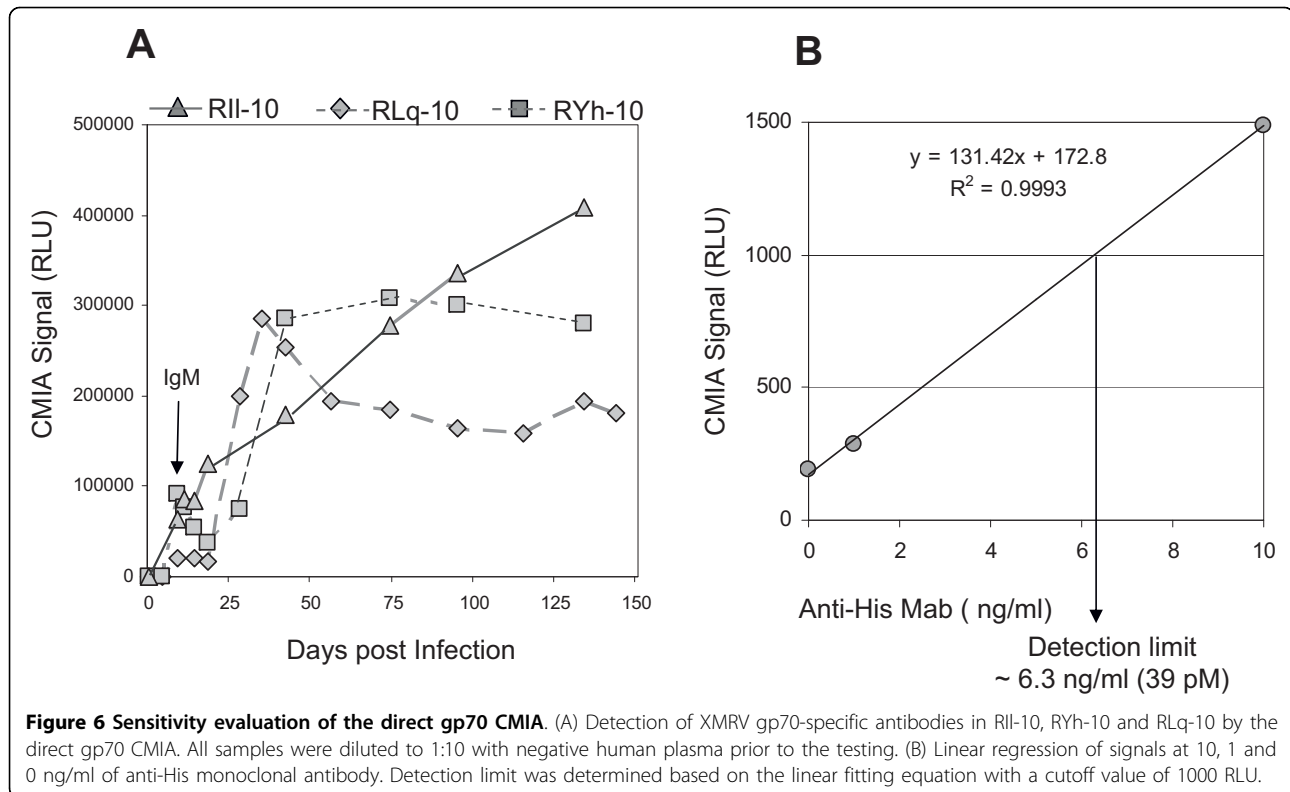 A
RIl-10 RLq-10 RYh-10
500000
400000
300000
200000
100000
0
CMIA Signal (RLU)
IgM
0 25 50 75 100 125 150
Days post Infection
B
1500
1000
500
0
CMIA Signal (RLU)
y = 131.42x + 172.8
R² = 0.9993
0 2 4 6 8 10
Anti-His Mab ( ng/ml)
Detection limit
~ 6.3 ng/ml (39 pM)
Figure 6 Sensitivity evaluation of the direct gp70 CMIA. (A) Detection of XMRV gp70-specific antibodies in RIl-10, RYh-10 and RLq-10 by the
direct gp70 CMIA. All samples were diluted to 1:10 with negative human plasma prior to the testing. (B) Linear regression of signals at 10, 1 and
0 ng/ml of anti-His monoclonal antibody. Detection limit was determined based on the linear fitting equation with a cutoff value of 1000 RLU.